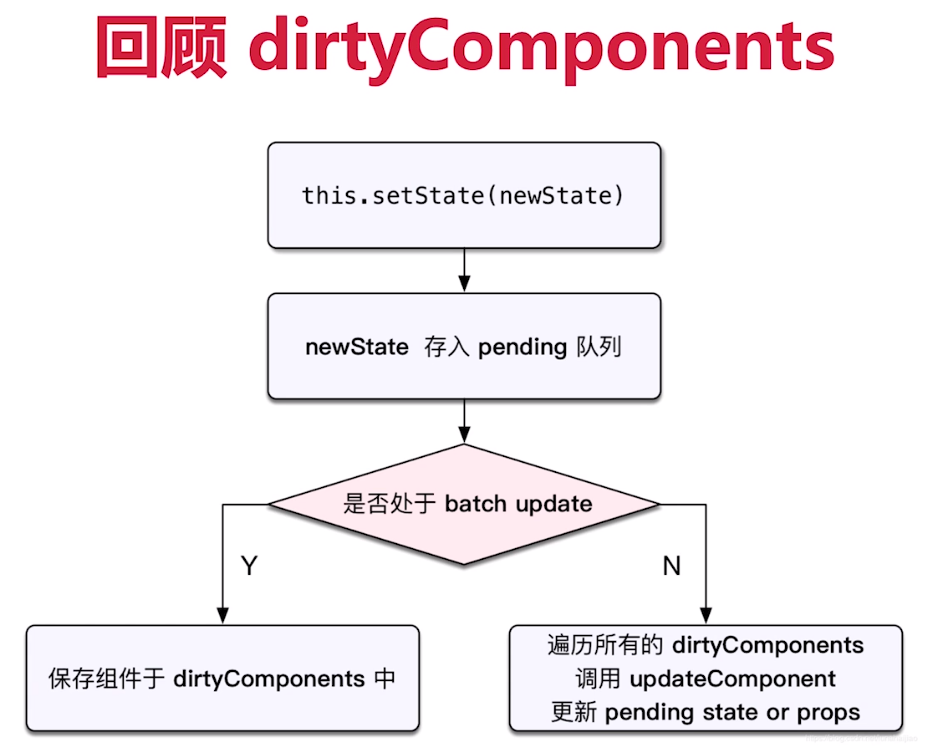 回顾 dirtyComponents
this.setState(newState)
newState 存入 pending 队列
是否处于 batch update
Y
N
保存组件于 dirtyComponents 中
遍历所有的 dirtyComponents
调用 updateComponent
更新 pending state or props